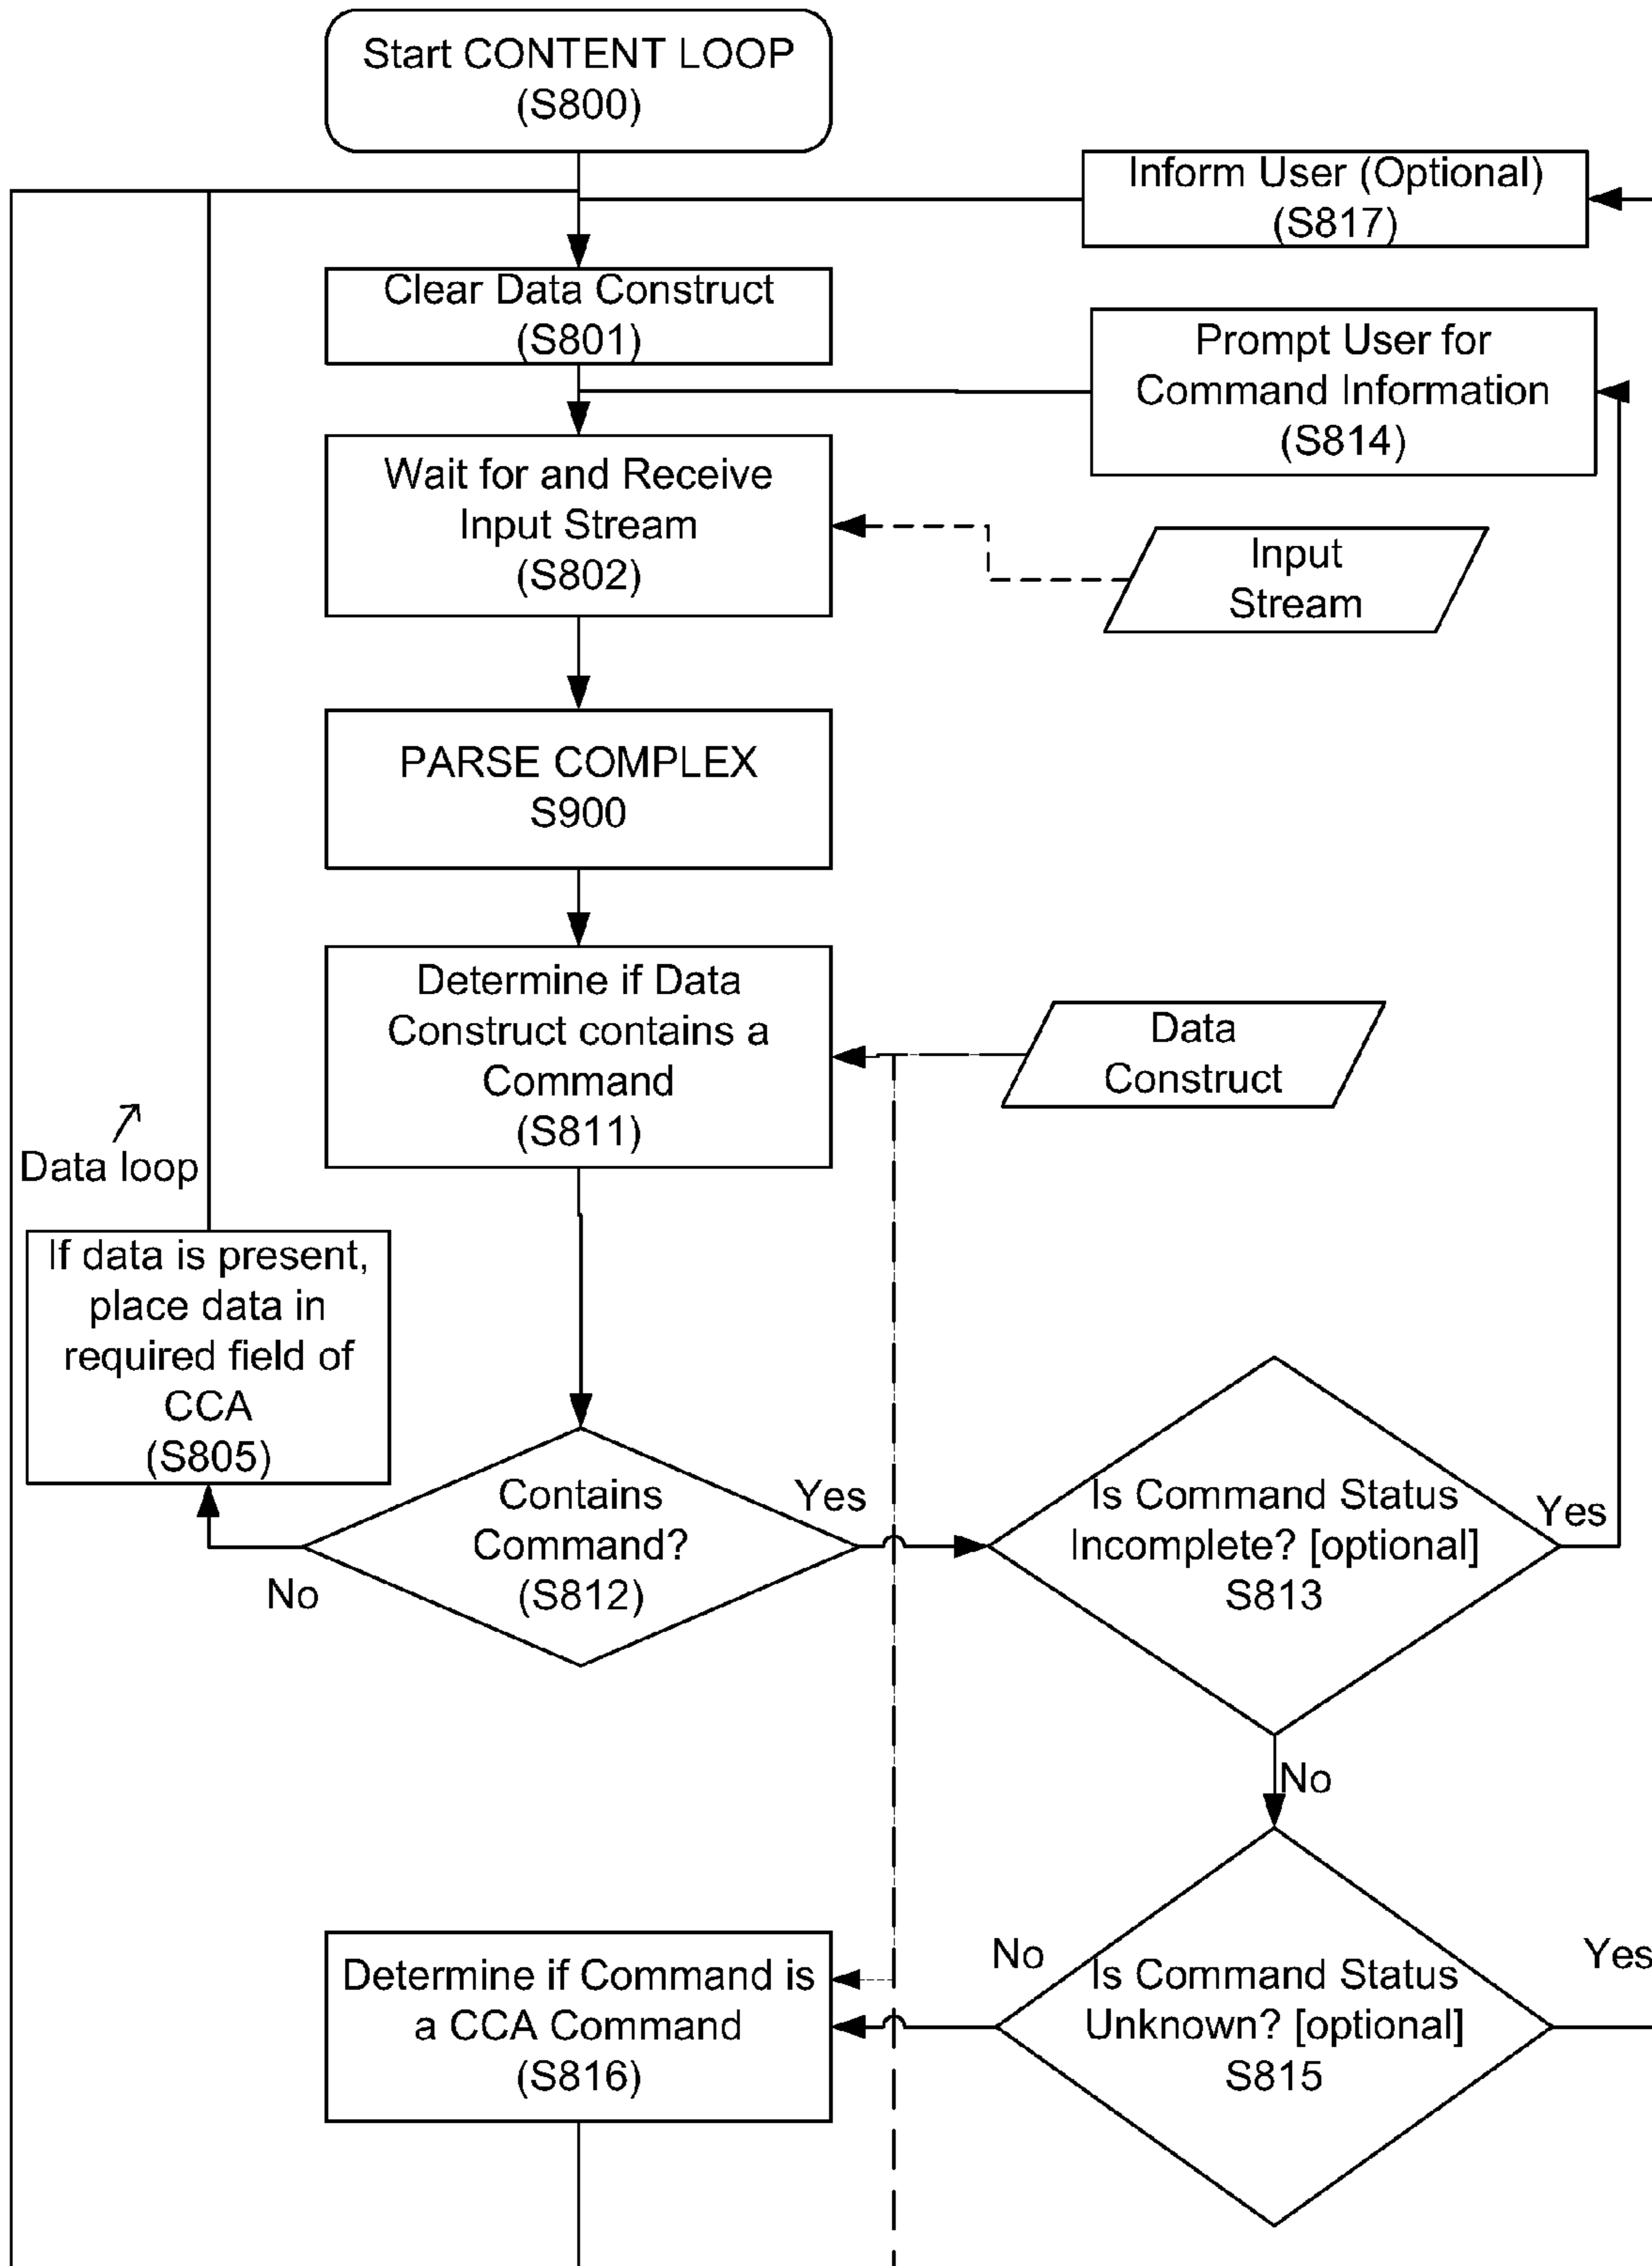 Start CONTENT LOOP
(S800)
Inform User (Optional)
(S817)
Clear Data Construct
(S801)
Prompt User for
Command Information
(S814)
Wait for and Receive
Input Stream
(S802)
Input
Stream
PARSE COMPLEX
S900
Determine if Data
Construct contains a
Command
(S811)
Data
Construct
Data loop
If data is present,
place data in
required field of
CCA
(S805)
Contains
Command?
(S812)
Yes
No
Is Command Status
Incomplete? [optional]
S813
Yes
No
Is Command Status
Unknown? [optional]
S815
No
Yes
Determine if Command is
a CCA Command
(S816)